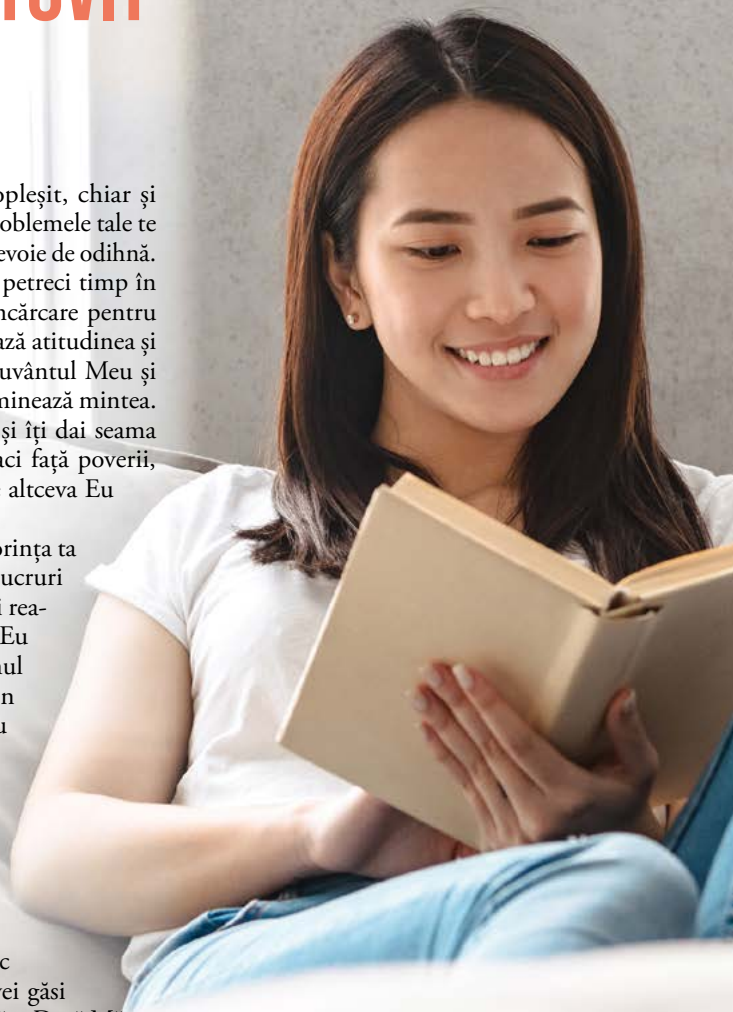 TOVIT
opleșit, chiar și
oblemele tale te
evoie de odihnă.
petreci timp în
ncărcare pentru
ază atitudinea și
uvântul Meu și
minează mintea.
și îți dai seama
aci față poverii,
altceva Eu
orința ta
ucruri
i rea-
Eu
ul
n
u
c
vei găsi